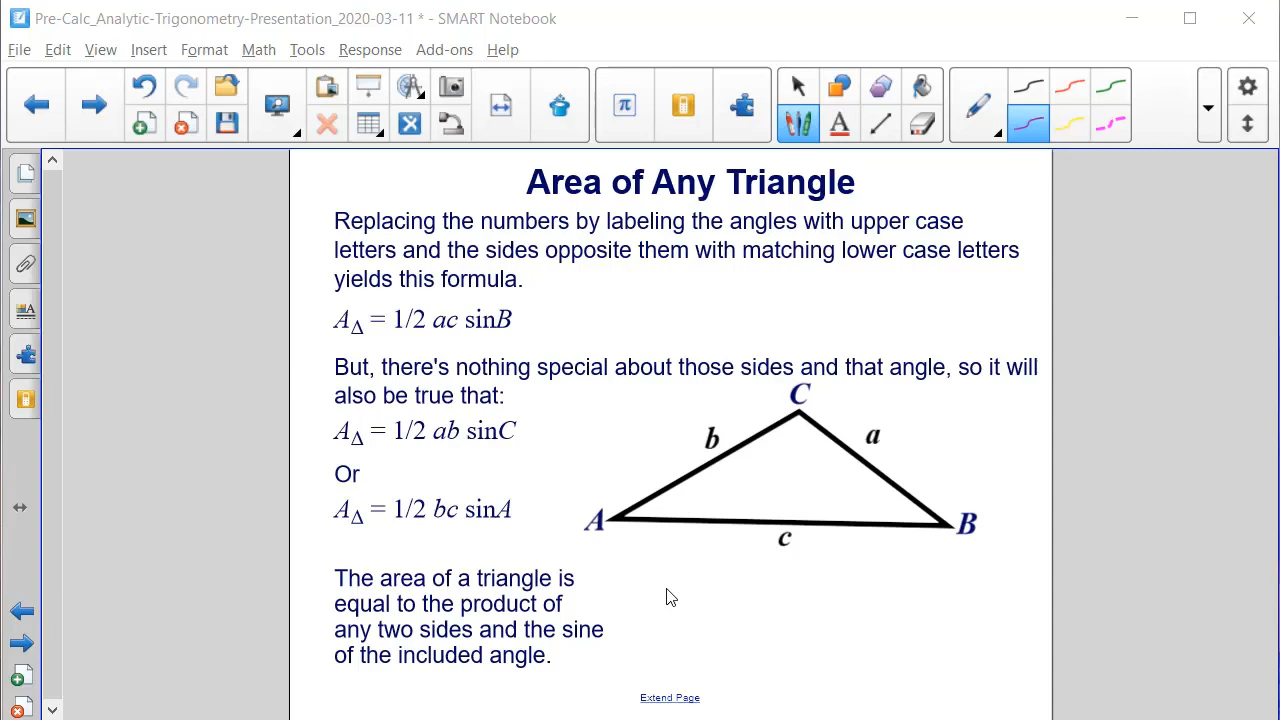 Pre-Calc_Analytic-Trigonometry-Presentation_2020-03-11 * - SMART Notebook
File Edit View Insert Format Math Tools Response Add-ons Help
Area of Any Triangle
Replacing the numbers by labeling the angles with upper case
letters and the sides opposite them with matching lower case letters
yields this formula.
A_Δ = 1/2 ac sinB
But, there's nothing special about those sides and that angle, so it will
also be true that:
C
A_Δ = 1/2 ab sinC
b
a
Or
A_Δ = 1/2 bc sinA
A
B
c
The area of a triangle is
equal to the product of
any two sides and the sine
of the included angle.
Extend Page